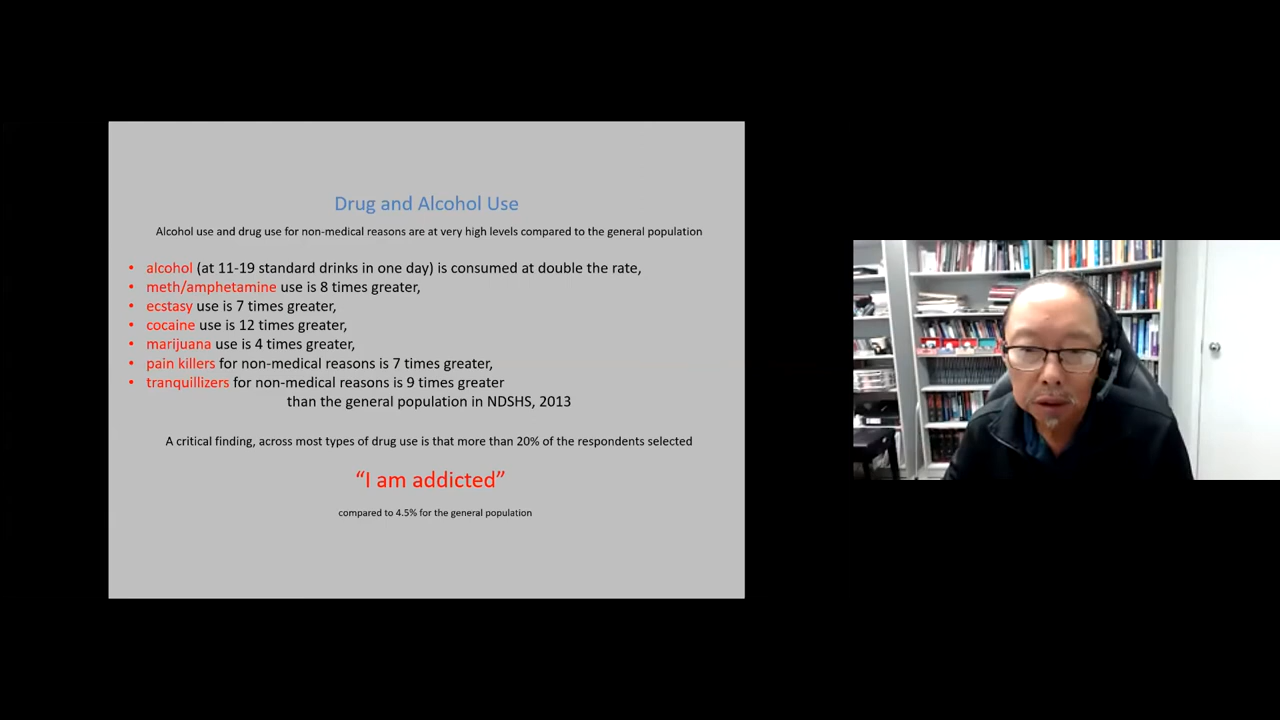 Drug and Alcohol Use
Alcohol use and drug use for non-medical reasons are at very high levels compared to the general population
• alcohol (at 11-19 standard drinks in one day) is consumed at double the rate,
• meth/amphetamine use is 8 times greater,
• ecstasy use is 7 times greater,
• cocaine use is 12 times greater,
• marijuana use is 4 times greater,
• pain killers for non-medical reasons is 7 times greater,
• tranquillizers for non-medical reasons is 9 times greater
than the general population in NDSHS, 2013
A critical finding, across most types of drug use is that more than 20% of the respondents selected
“I am addicted”
compared to 4.5% for the general population